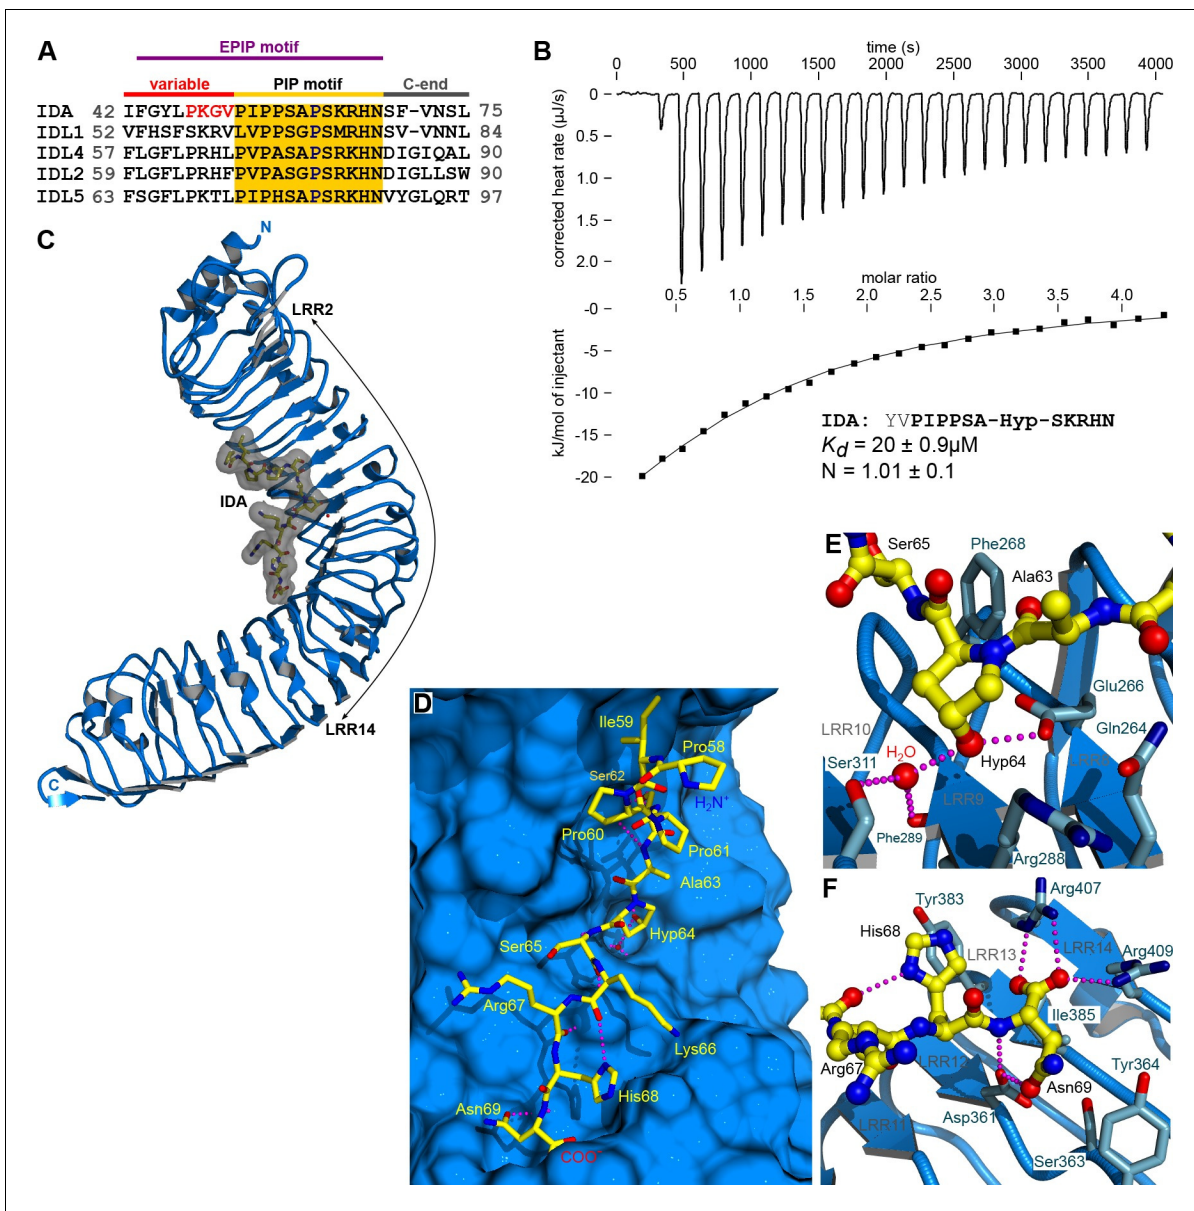 A
EPIP motif
variable PIP motif C-end
IDA 42 IFGYLPKGVPIPPSAPSKRHNSF-VNSL 75
IDL1 52 VFHSFSKRVLVPPSGPSMRHNSV-VNNL 84
IDL4 57 FLGFLPRHLPVPASAPSRKHNDIGIQAL 90
IDL2 59 FLGFLPRHFPVPASGPSRKHNDIGLLSW 90
IDL5 63 FSGFLPKTLPIPHSAPSRKHNVYGLQRT 97
B
time (s)
0 500 1000 1500 2000 2500 3000 3500 4000
corrected heat rate (µJ/s)
0
0.5
1.0
1.5
2.0
molar ratio
0.5 1.0 1.5 2.0 2.5 3.0 3.5 4.0
kJ/mol of injectant
-0
-5
-10
-15
-20
IDA: YVPIPPSA-Hyp-SKRHN
Kd = 20 ± 0.9µM
N = 1.01 ± 0.1
C
N
LRR2
IDA
LRR14
C
D
Ile59
Pro58
Ser62
H₂N⁺
Pro60
Pro61
Ala63
Hyp64
Ser65
Arg67
Lys66
His68
Asn69
COO⁻
E
Ser65
Phe268
Ala63
Glu266
Gln264
LRR10
H₂O
Hyp64
LRR8
Ser311
LRR9
Phe289
Arg288
F
Arg407
Tyr383
His68
LRR13
LRR14
Arg409
Ile385
Arg67
LRR12
Tyr364
Asn69
Asp361
LRR11
Ser363